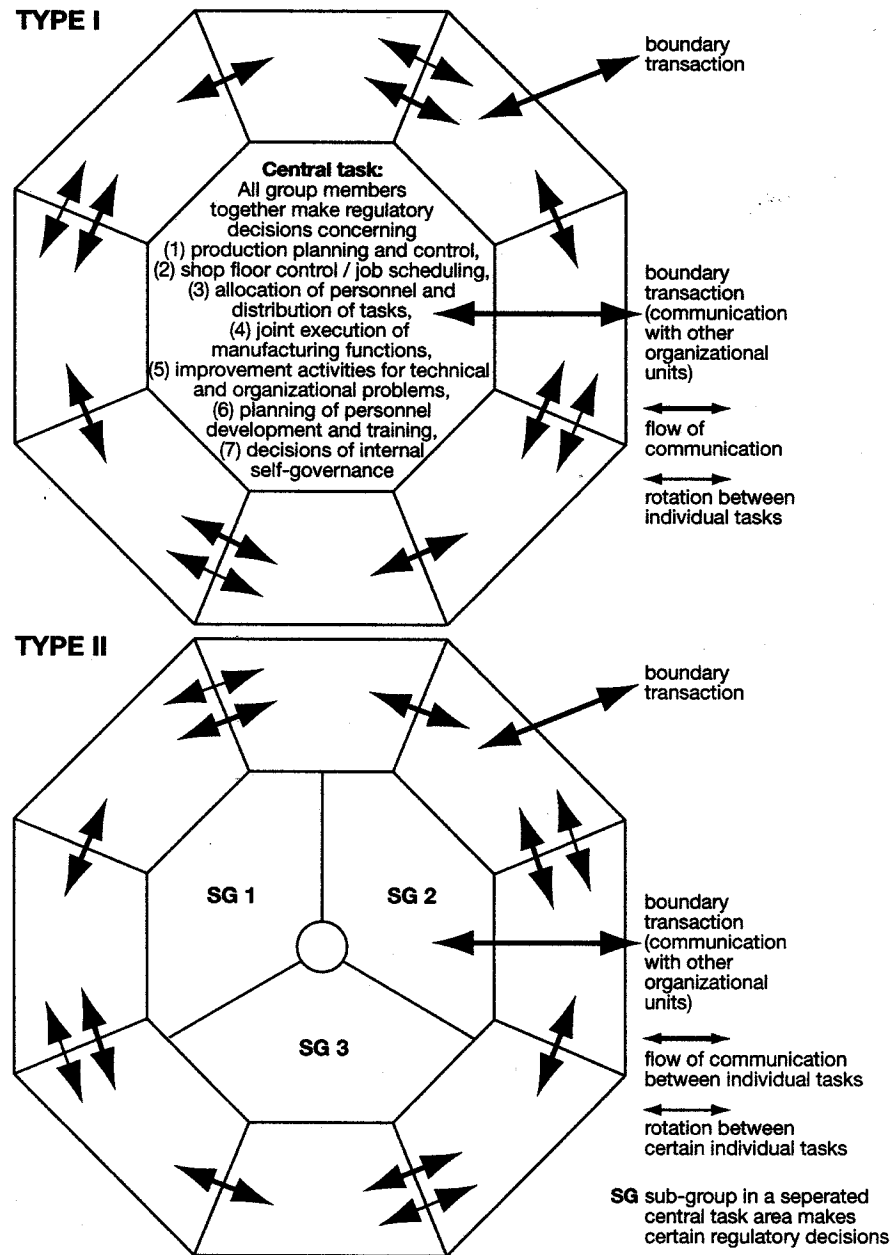 TYPE I
boundary
transaction
Central task:
All group members
together make regulatory
decisions concerning
(1) production planning and control,
(2) shop floor control / job scheduling,
(3) allocation of personnel and
distribution of tasks,
(4) joint execution of
manufacturing functions,
(5) improvement activities for technical
and organizational problems,
(6) planning of personnel
development and training,
(7) decisions of internal
self-governance
boundary
transaction
(communication
with other
organizational
units)
flow of
communication
rotation between
individual tasks
TYPE II
boundary
transaction
SG 1
SG 2
SG 3
boundary
transaction
(communication
with other
organizational
units)
flow of communication
between individual tasks
rotation between
certain individual tasks
SG sub-group in a seperated
central task area makes
certain regulatory decisions